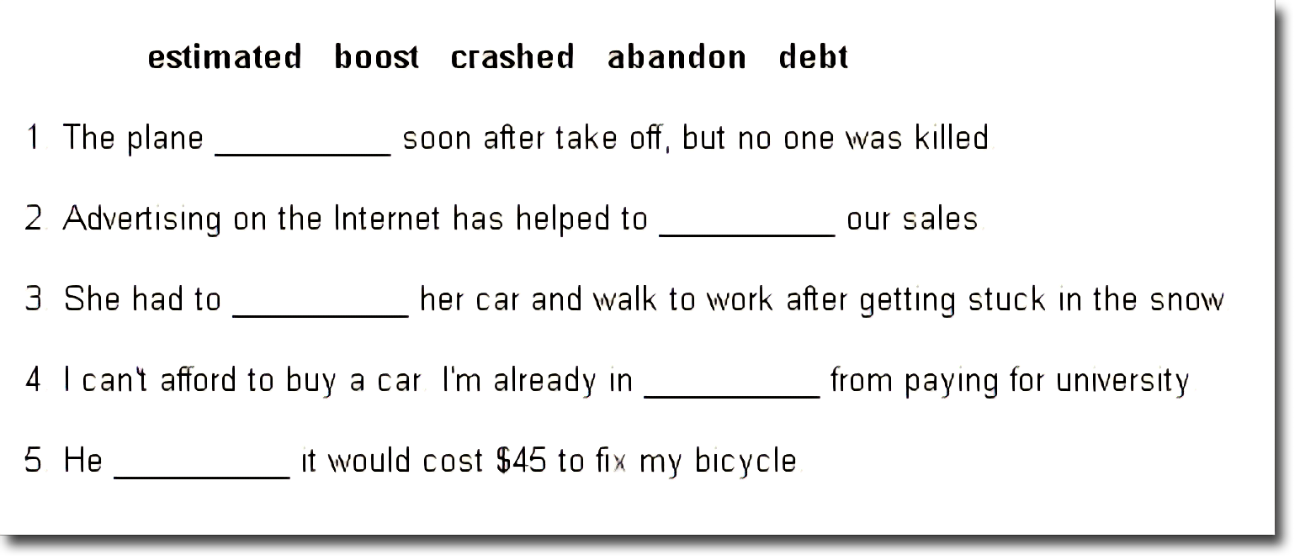 estimated boost crashed abandon debt
1 The plane __________ soon after take off, but no one was killed
2 Advertising on the Internet has helped to __________ our sales
3 She had to __________ her car and walk to work after getting stuck in the snow
4 I can't afford to buy a car I'm already in __________ from paying for university
5 He __________ it would cost $45 to fix my bicycle